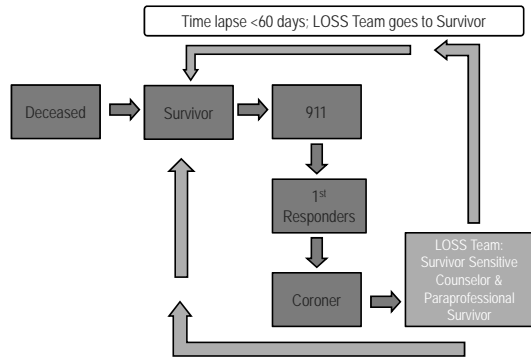 Time lapse <60 days; LOSS Team goes to Survivor
Deceased
Survivor
911
1st
Responders
Coroner
LOSS Team:
Survivor Sensitive
Counselor &
Paraprofessional
Survivor